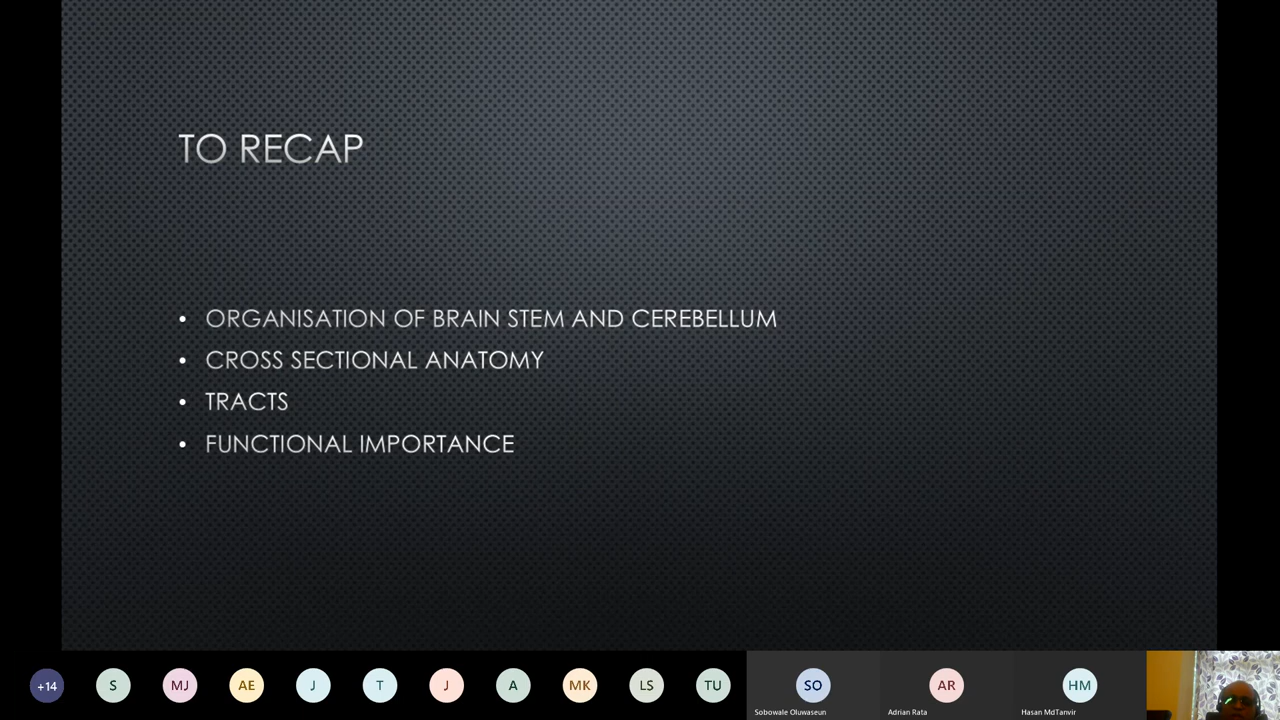 TO RECAP
• ORGANISATION OF BRAIN STEM AND CEREBELLUM
• CROSS SECTIONAL ANATOMY
• TRACTS
• FUNCTIONAL IMPORTANCE
+14 S MJ AE J T J A MK LS TU SO AR HM
Sobowale Oluwaseun Adrian Rata Hasan MdTanvir